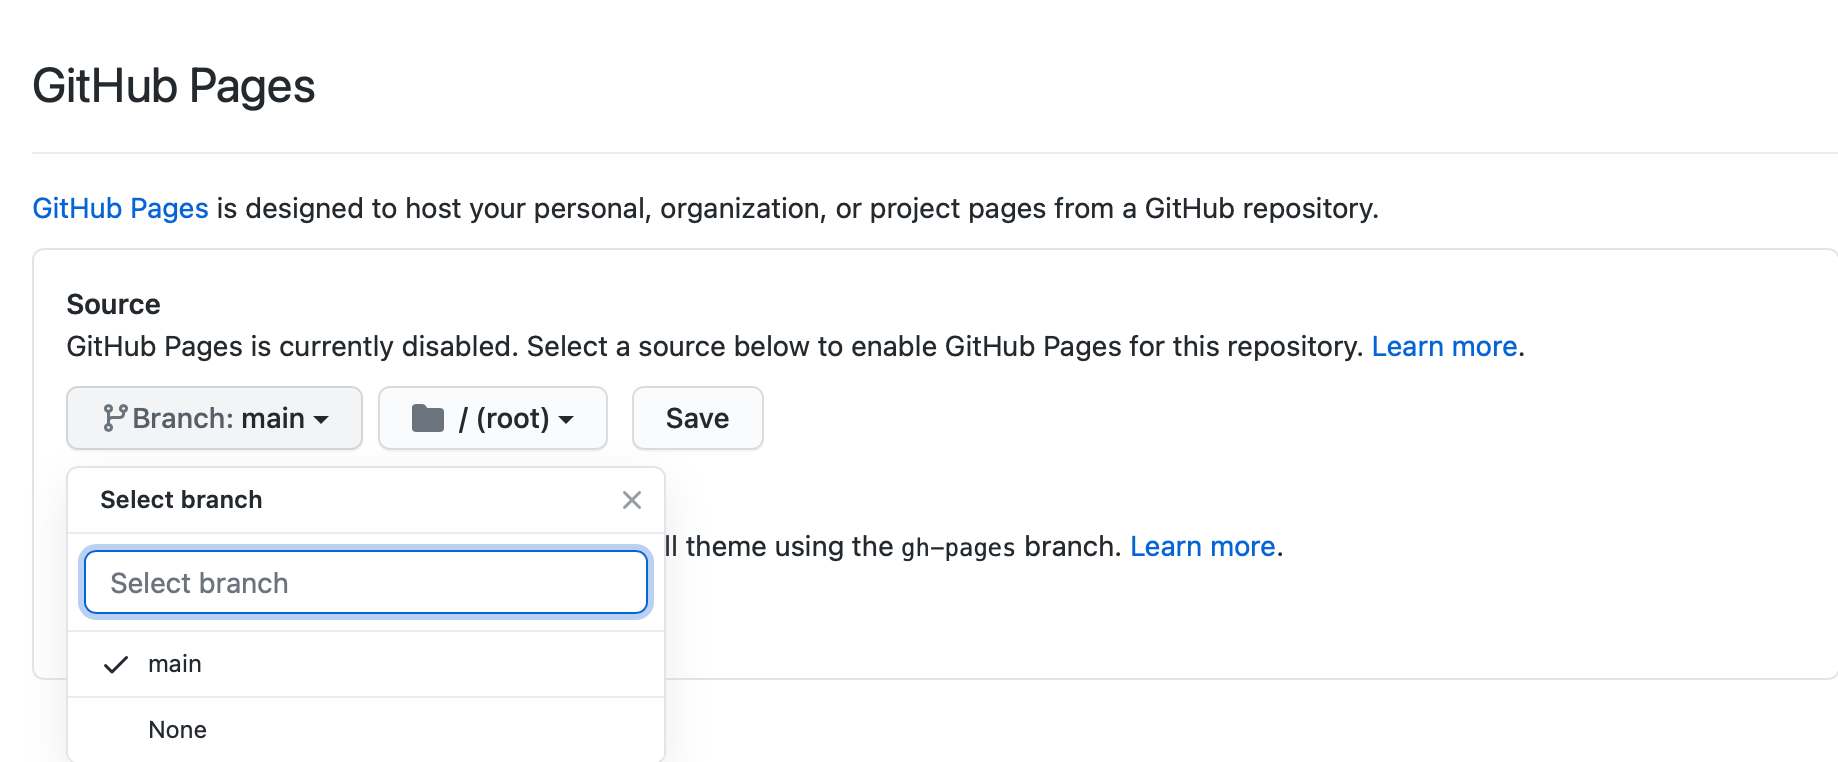 GitHub Pages
GitHub Pages is designed to host your personal, organization, or project pages from a GitHub repository.
Source
GitHub Pages is currently disabled. Select a source below to enable GitHub Pages for this repository. Learn more.
Branch: main / (root) Save
Select branch
theme using the gh-pages branch. Learn more.
Select branch
main
None